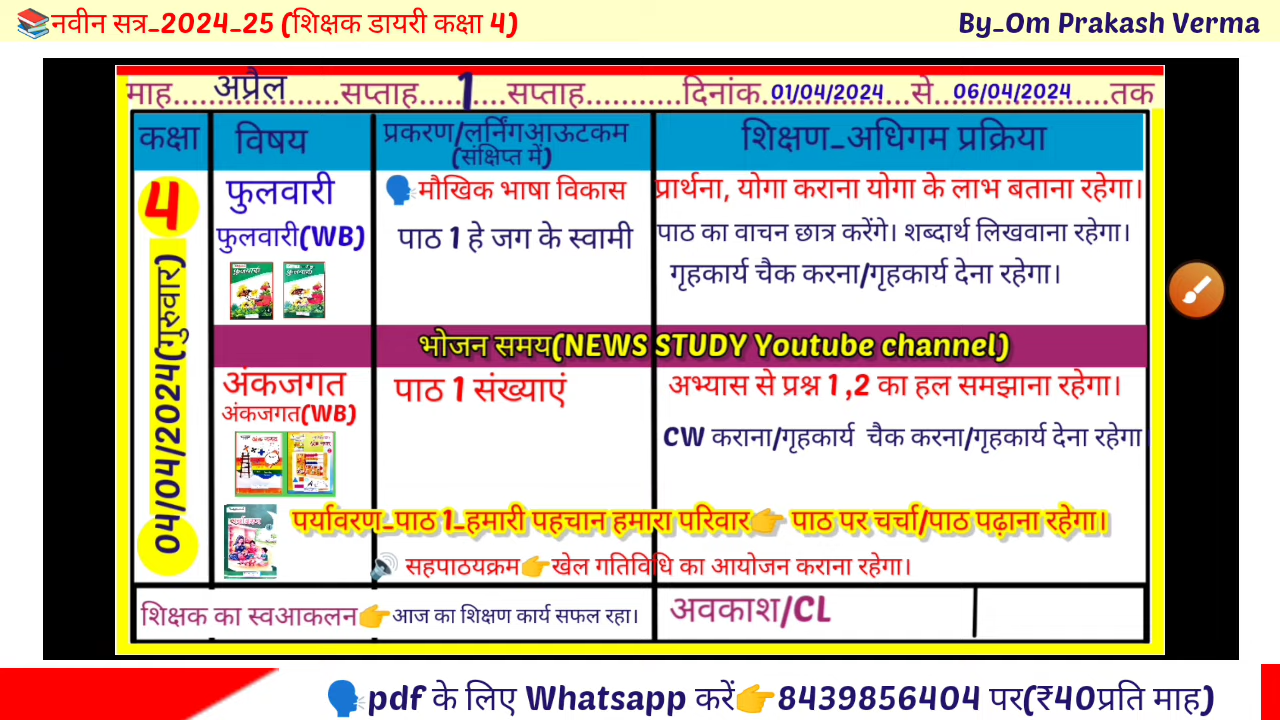 📚नवीन सत्र-2024-25 (शिक्षक डायरी कक्षा 4)
By-Om Prakash Verma
माह....................सप्ताह..........सप्ताह...........दिनांक.................से....................तक
अप्रैल 1 01/04/2024 06/04/2024
कक्षा विषय प्रकरण/लर्निंगआऊटकम (संक्षिप्त में) शिक्षण-अधिगम प्रक्रिया
4
04/04/2024(गुरुवार)
फुलवारी 🗣️मौखिक भाषा विकास प्रार्थना, योगा कराना योगा के लाभ बताना रहेगा।
फुलवारी(WB) पाठ 1 हे जग के स्वामी पाठ का वाचन छात्र करेंगे। शब्दार्थ लिखवाना रहेगा।
गृहकार्य चैक करना/गृहकार्य देना रहेगा।
भोजन समय(NEWS STUDY Youtube channel)
अंकजगत पाठ 1 संख्याएं अभ्यास से प्रश्न 1 ,2 का हल समझाना रहेगा।
अंकजगत(WB)
CW कराना/गृहकार्य चैक करना/गृहकार्य देना रहेगा
पर्यावरण-पाठ 1-हमारी पहचान हमारा परिवार👉 पाठ पर चर्चा/पाठ पढ़ाना रहेगा।
🔊 सहपाठयक्रम👉खेल गतिविधि का आयोजन कराना रहेगा।
शिक्षक का स्वआकलन👉आज का शिक्षण कार्य सफल रहा। अवकाश/CL
🗣️pdf के लिए Whatsapp करें👉8439856404 पर(₹40प्रति माह)